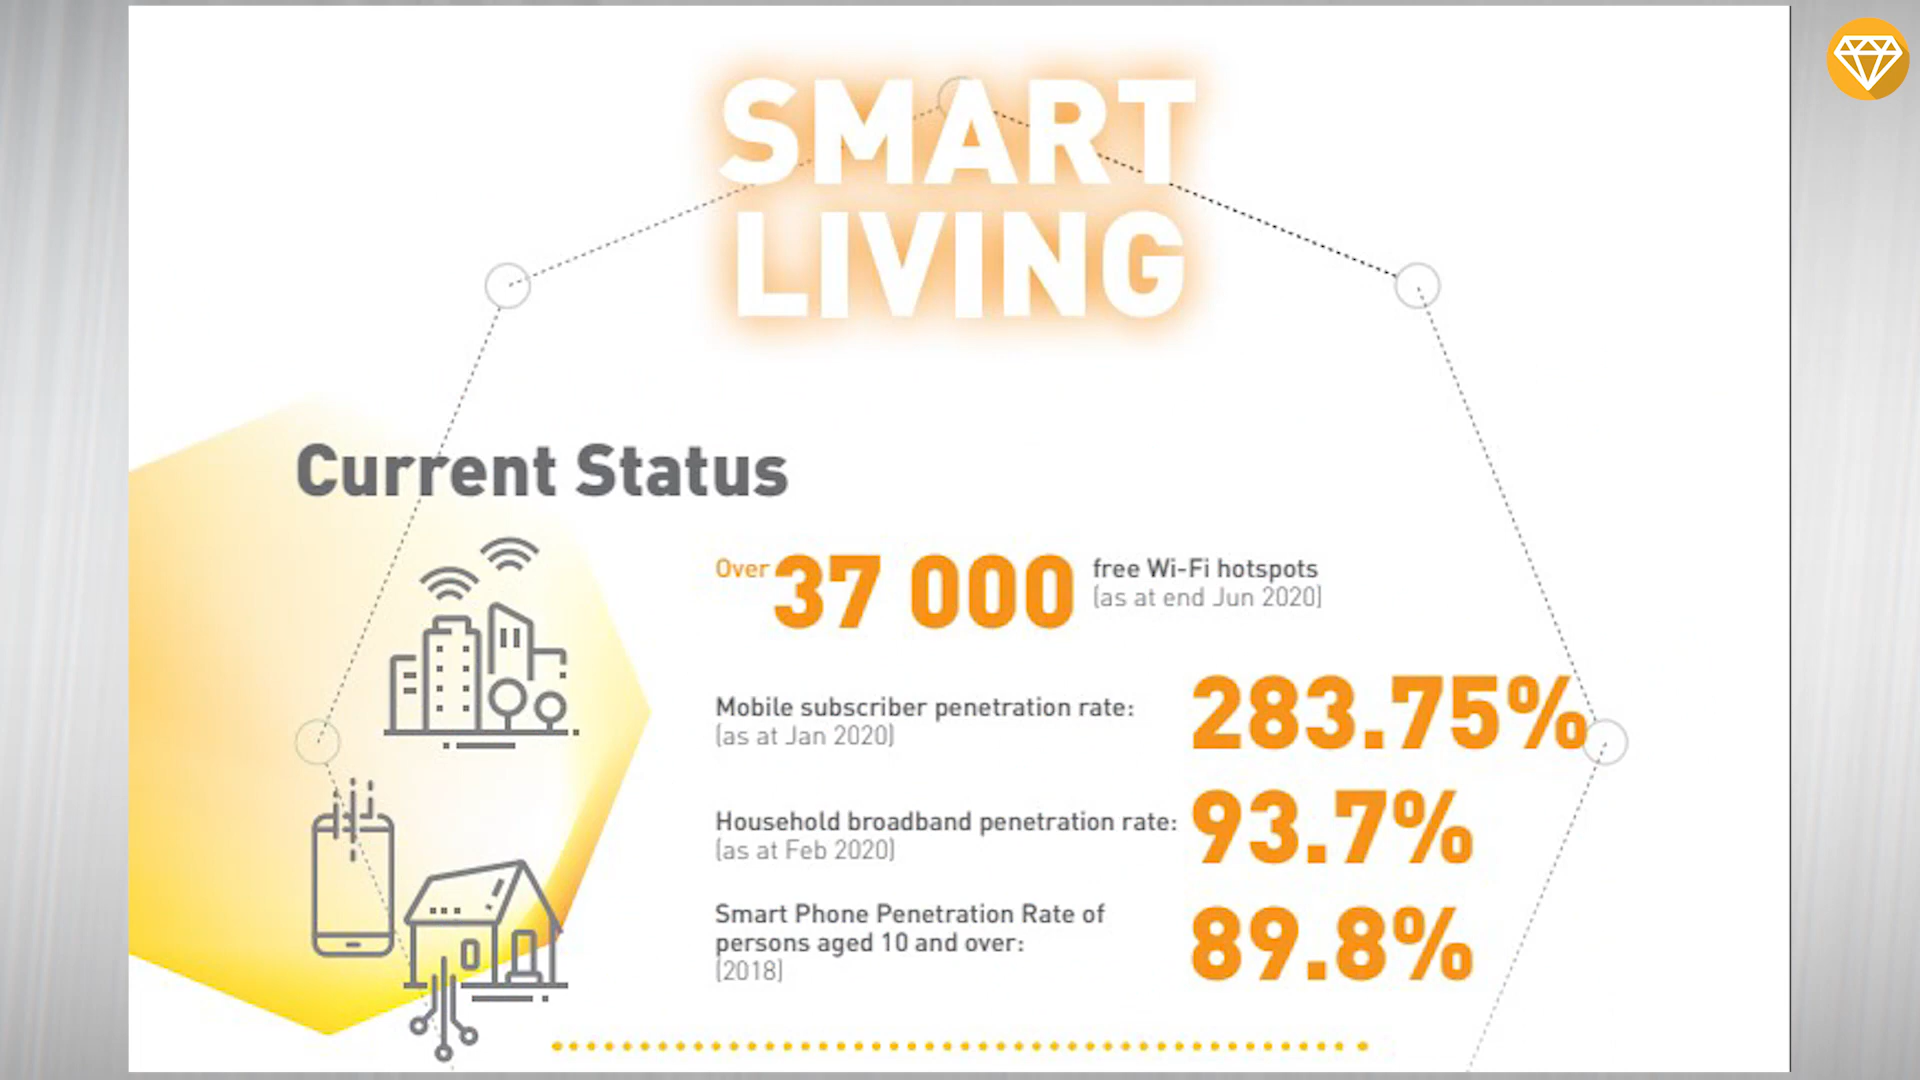 SMART
LIVING
Current Status
Over 37 000 free Wi-Fi hotspots
(as at end Jun 2020)
Mobile subscriber penetration rate: 283.75%
(as at Jan 2020)
Household broadband penetration rate: 93.7%
(as at Feb 2020)
Smart Phone Penetration Rate of
persons aged 10 and over: 89.8%
(2018)